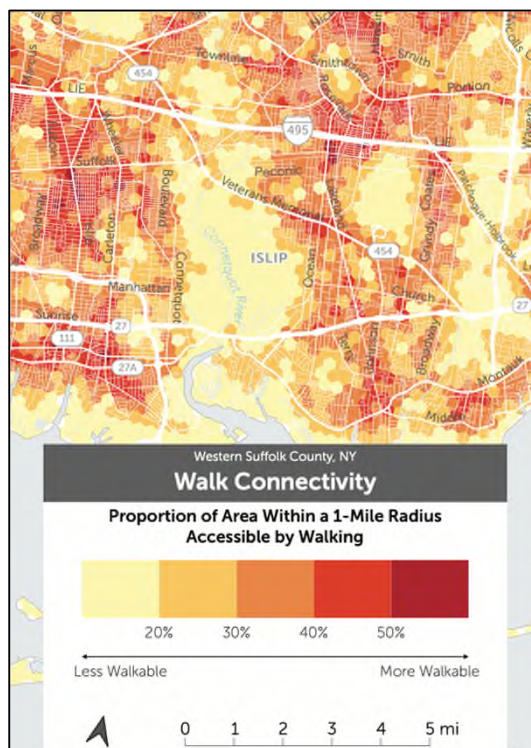 Townline
454
LIE
495
Smithtown
Smith
Portion
LIE
Wheeler
Suffolk
Carleton
Boulevard
Connetquot
Peconic
Veterans Memorial
Connetquot River
ISLIP
Ocean
Lakeland
454
Patchogue-Holbrook
Church
Johnson
Broadway
Manhattan
Sunrise
27
27
111
27A
Montauk
Middle
Western Suffolk County, NY
Walk Connectivity
Proportion of Area Within a 1-Mile Radius
Accessible by Walking
20% 30% 40% 50%
Less Walkable More Walkable
0 1 2 3 4 5 mi